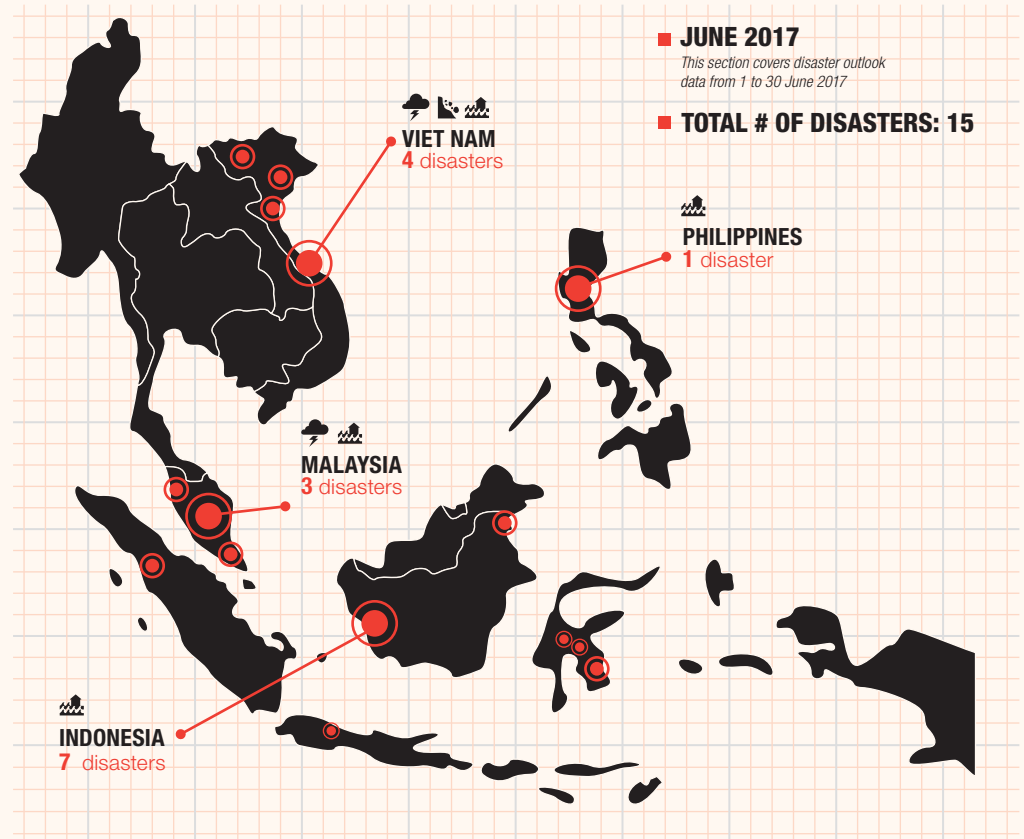 JUNE 2017
This section covers disaster outlook
data from 1 to 30 June 2017
TOTAL # OF DISASTERS: 15
VIET NAM
4 disasters
PHILIPPINES
1 disaster
MALAYSIA
3 disasters
INDONESIA
7 disasters